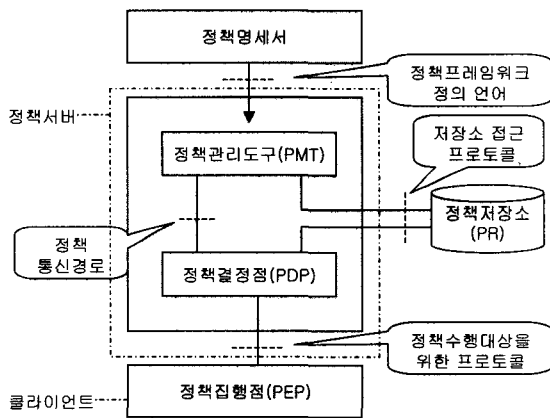 정책명세서
정책프레임워크
정의 언어
정책서버
저장소 접근
프로토콜
정책관리도구(PMT)
정책저장소
(PR)
정책
통신경로
정책결정점(PDP)
정책수행대상을
위한 프로토콜
클라이언트
정책집행점(PEP)